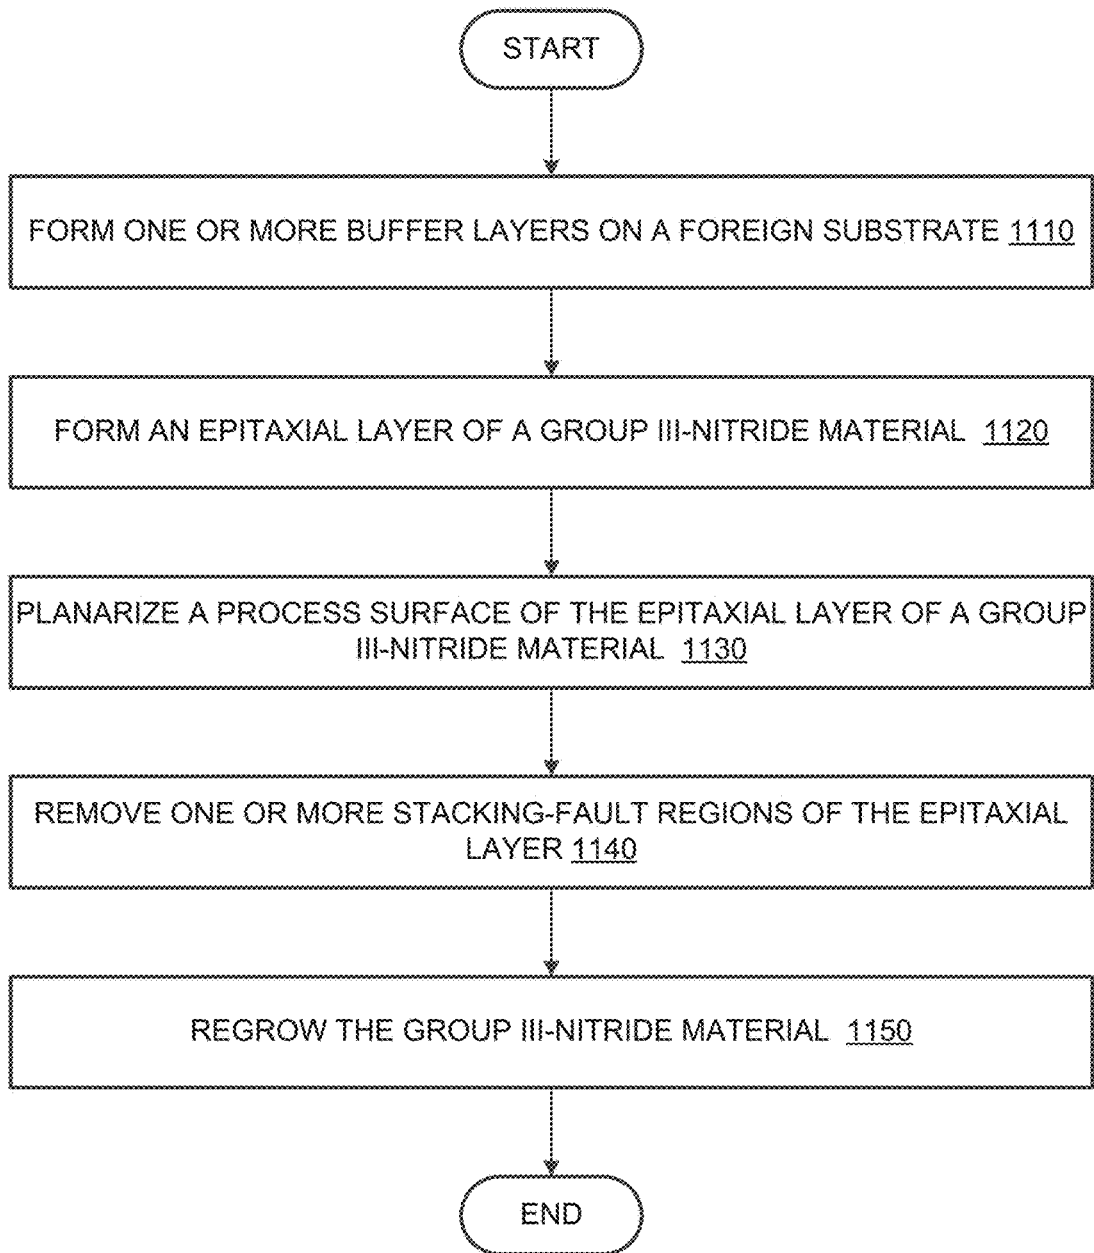 START
FORM ONE OR MORE BUFFER LAYERS ON A FOREIGN SUBSTRATE 1110
FORM AN EPITAXIAL LAYER OF A GROUP III-NITRIDE MATERIAL 1120
PLANARIZE A PROCESS SURFACE OF THE EPITAXIAL LAYER OF A GROUP
III-NITRIDE MATERIAL 1130
REMOVE ONE OR MORE STACKING-FAULT REGIONS OF THE EPITAXIAL
LAYER 1140
REGROW THE GROUP III-NITRIDE MATERIAL 1150
END